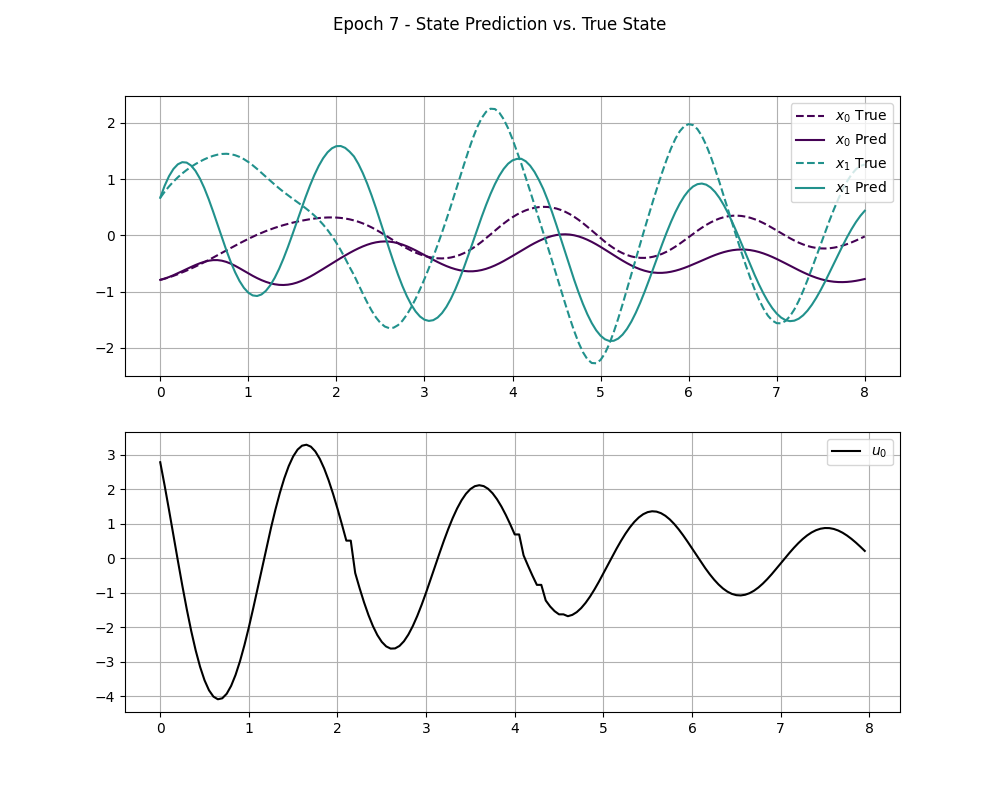 Epoch 7 - State Prediction vs. True State
2
1
0
−1
−2
x₀ True
x₀ Pred
x₁ True
x₁ Pred
0 1 2 3 4 5 6 7 8
3
2
1
0
−1
−2
−3
−4
u₀
0 1 2 3 4 5 6 7 8